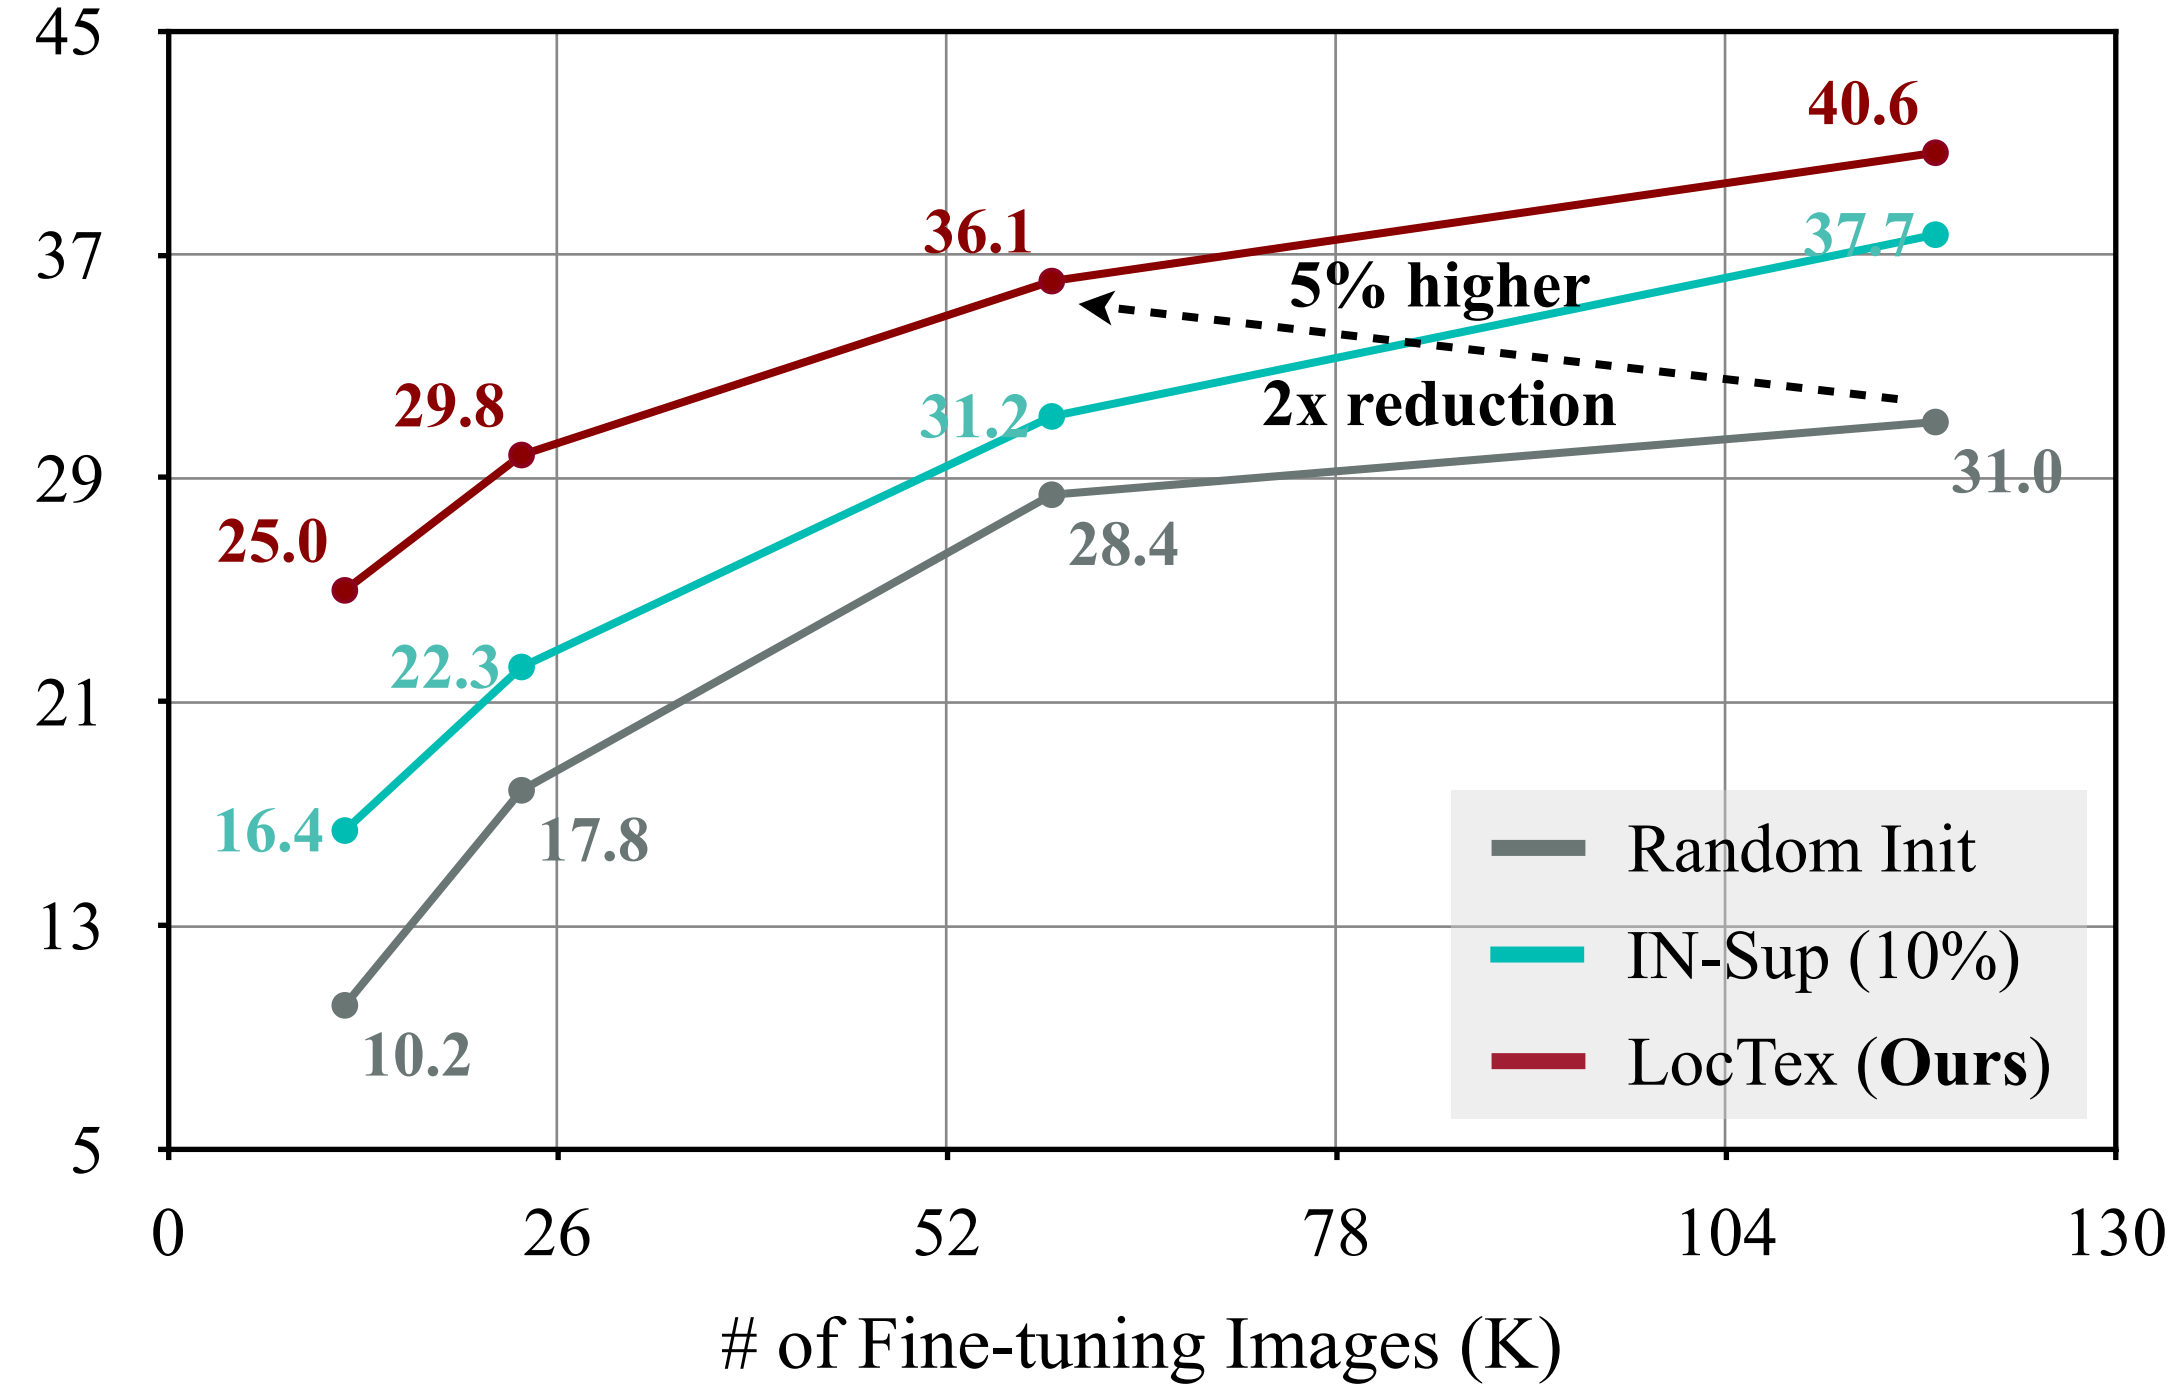 45
40.6
37
37.7
36.1
5% higher
29.8
31.2
2x reduction
29
31.0
25.0
28.4
22.3
21
16.4
17.8
Random Init
13
IN-Sup (10%)
10.2
LocTex (Ours)
5
0 26 52 78 104 130
# of Fine-tuning Images (K)